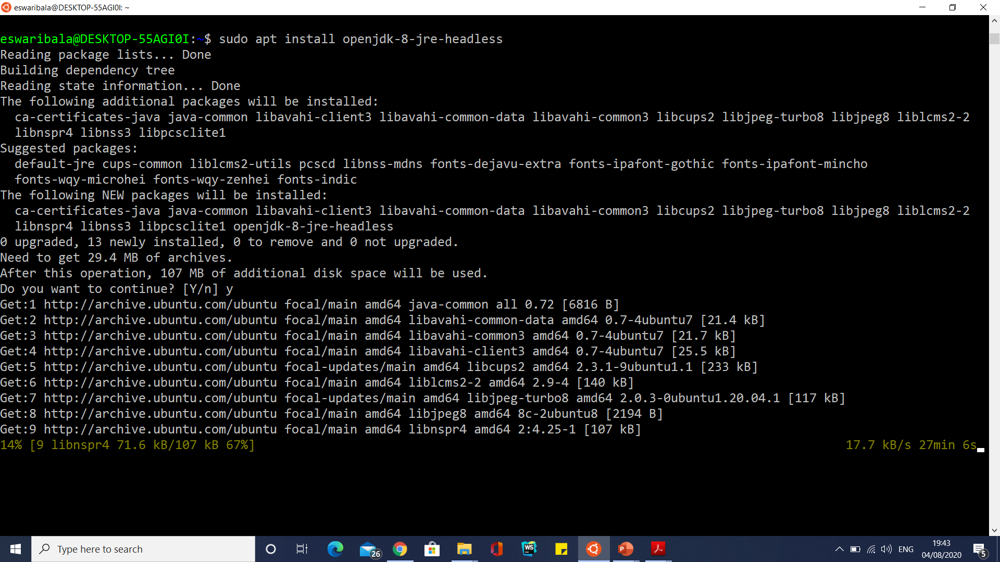 eswaribala@DESKTOP-55AGI0I: ~
eswaribala@DESKTOP-55AGI0I:~$ sudo apt install openjdk-8-jre-headless
Reading package lists... Done
Building dependency tree
Reading state information... Done
The following additional packages will be installed:
  ca-certificates-java java-common libavahi-client3 libavahi-common-data libavahi-common3 libcups2 libjpeg-turbo8 libjpeg8 liblcms2-2
  libnspr4 libnss3 libpcsclite1
Suggested packages:
  default-jre cups-common liblcms2-utils pcscd libnss-mdns fonts-dejavu-extra fonts-ipafont-gothic fonts-ipafont-mincho
  fonts-wqy-microhei fonts-wqy-zenhei fonts-indic
The following NEW packages will be installed:
  ca-certificates-java java-common libavahi-client3 libavahi-common-data libavahi-common3 libcups2 libjpeg-turbo8 libjpeg8 liblcms2-2
  libnspr4 libnss3 libpcsclite1 openjdk-8-jre-headless
0 upgraded, 13 newly installed, 0 to remove and 0 not upgraded.
Need to get 29.4 MB of archives.
After this operation, 107 MB of additional disk space will be used.
Do you want to continue? [Y/n] y
Get:1 http://archive.ubuntu.com/ubuntu focal/main amd64 java-common all 0.72 [6816 B]
Get:2 http://archive.ubuntu.com/ubuntu focal/main amd64 libavahi-common-data amd64 0.7-4ubuntu7 [21.4 kB]
Get:3 http://archive.ubuntu.com/ubuntu focal/main amd64 libavahi-common3 amd64 0.7-4ubuntu7 [21.7 kB]
Get:4 http://archive.ubuntu.com/ubuntu focal/main amd64 libavahi-client3 amd64 0.7-4ubuntu7 [25.5 kB]
Get:5 http://archive.ubuntu.com/ubuntu focal-updates/main amd64 libcups2 amd64 2.3.1-9ubuntu1.1 [233 kB]
Get:6 http://archive.ubuntu.com/ubuntu focal/main amd64 liblcms2-2 amd64 2.9-4 [140 kB]
Get:7 http://archive.ubuntu.com/ubuntu focal-updates/main amd64 libjpeg-turbo8 amd64 2.0.3-0ubuntu1.20.04.1 [117 kB]
Get:8 http://archive.ubuntu.com/ubuntu focal/main amd64 libjpeg8 amd64 8c-2ubuntu8 [2194 B]
Get:9 http://archive.ubuntu.com/ubuntu focal/main amd64 libnspr4 amd64 2:4.25-1 [107 kB]
14% [9 libnspr4 71.6 kB/107 kB 67%] 17.7 kB/s 27min 6s
Type here to search
26
WS
P
ENG
19:43
04/08/2020
5